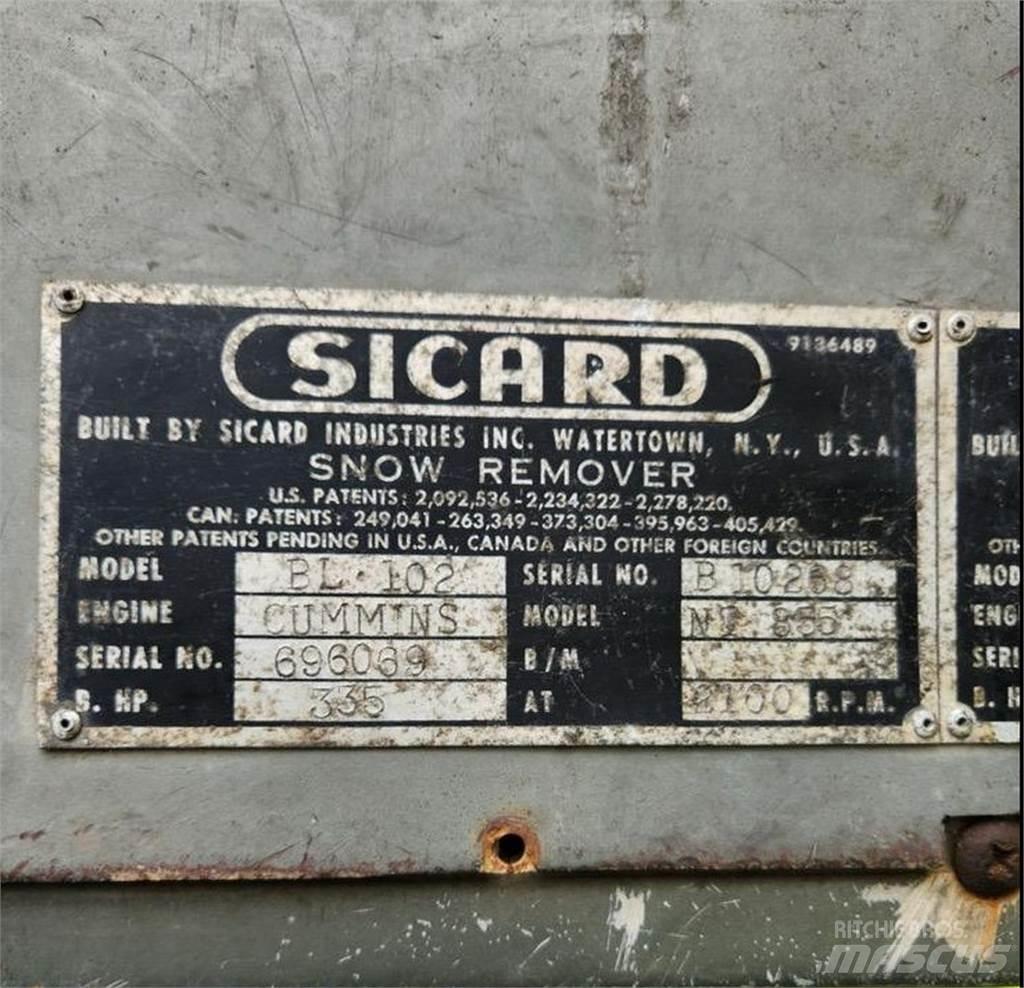 SICARD
9136489
BUILT BY SICARD INDUSTRIES INC. WATERTOWN, N.Y., U.S.A.
SNOW REMOVER
U.S. PATENTS: 2,092,536-2,234,322-2,278,220.
CAN. PATENTS: 249,041-263,349-373,304-395,963-405,429.
OTHER PATENTS PENDING IN U.S.A., CANADA AND OTHER FOREIGN COUNTRIES.
MODEL BL 102 SERIAL NO. B10208
ENGINE CUMMINS MODEL NT 855
SERIAL NO. 696069 B/M
B. HP. 335 AT 2100 R.P.M.
RITCHIE BROS.
mascus